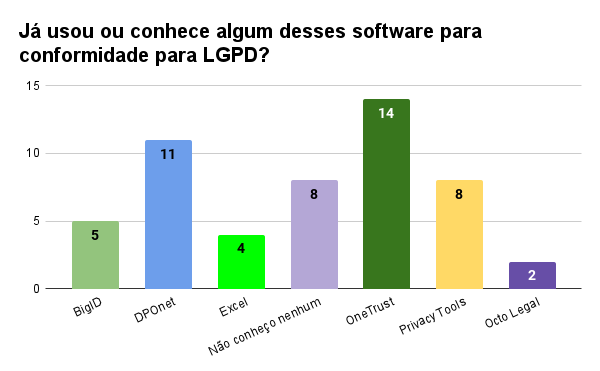 Já usou ou conhece algum desses software para
conformidade para LGPD?
15
10
5
0
5
11
4
8
14
8
2
BigID
DPOnet
Excel
Não conheço nenhum
OneTrust
Privacy Tools
Octo Legal